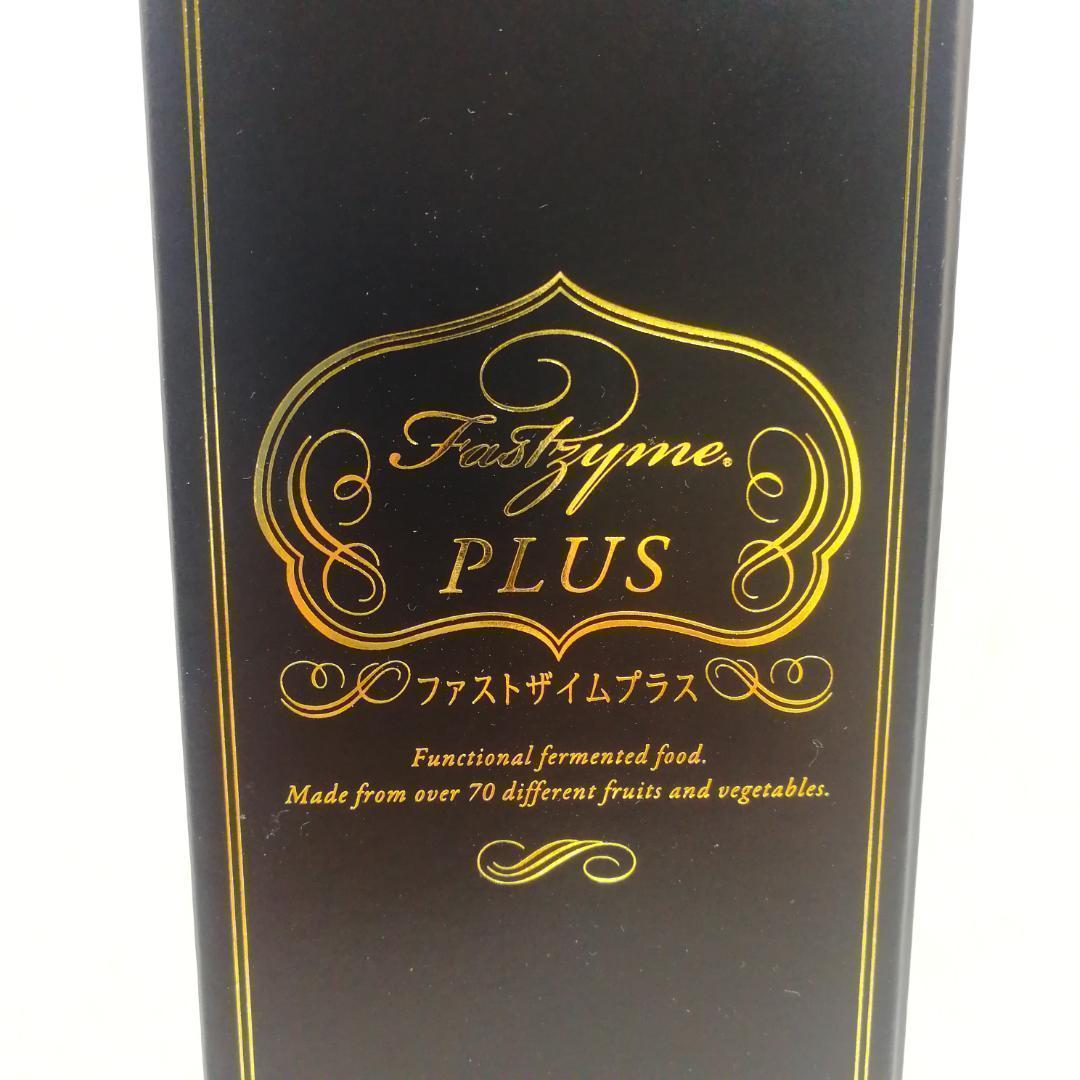 Fastzyme®
PLUS
ファストザイムプラス
Functional fermented food.
Made from over 70 different fruits and vegetables.